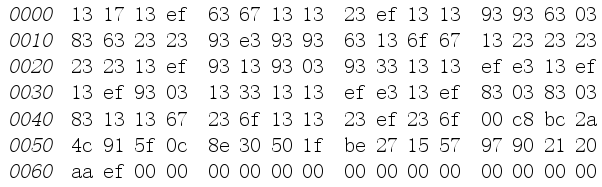 0000 13 17 13 ef 63 67 13 13 23 ef 13 13 93 93 63 03
0010 83 63 23 23 93 e3 93 93 63 13 6f 67 13 23 23 23
0020 23 23 13 ef 93 13 93 03 93 33 13 13 ef e3 13 ef
0030 13 ef 93 03 13 33 13 13 ef e3 13 ef 83 03 83 03
0040 83 13 13 67 23 6f 13 13 23 ef 23 6f 00 c8 bc 2a
0050 4c 91 5f 0c 8e 30 50 1f be 27 15 57 97 90 21 20
0060 aa ef 00 00 00 00 00 00 00 00 00 00 00 00 00 00